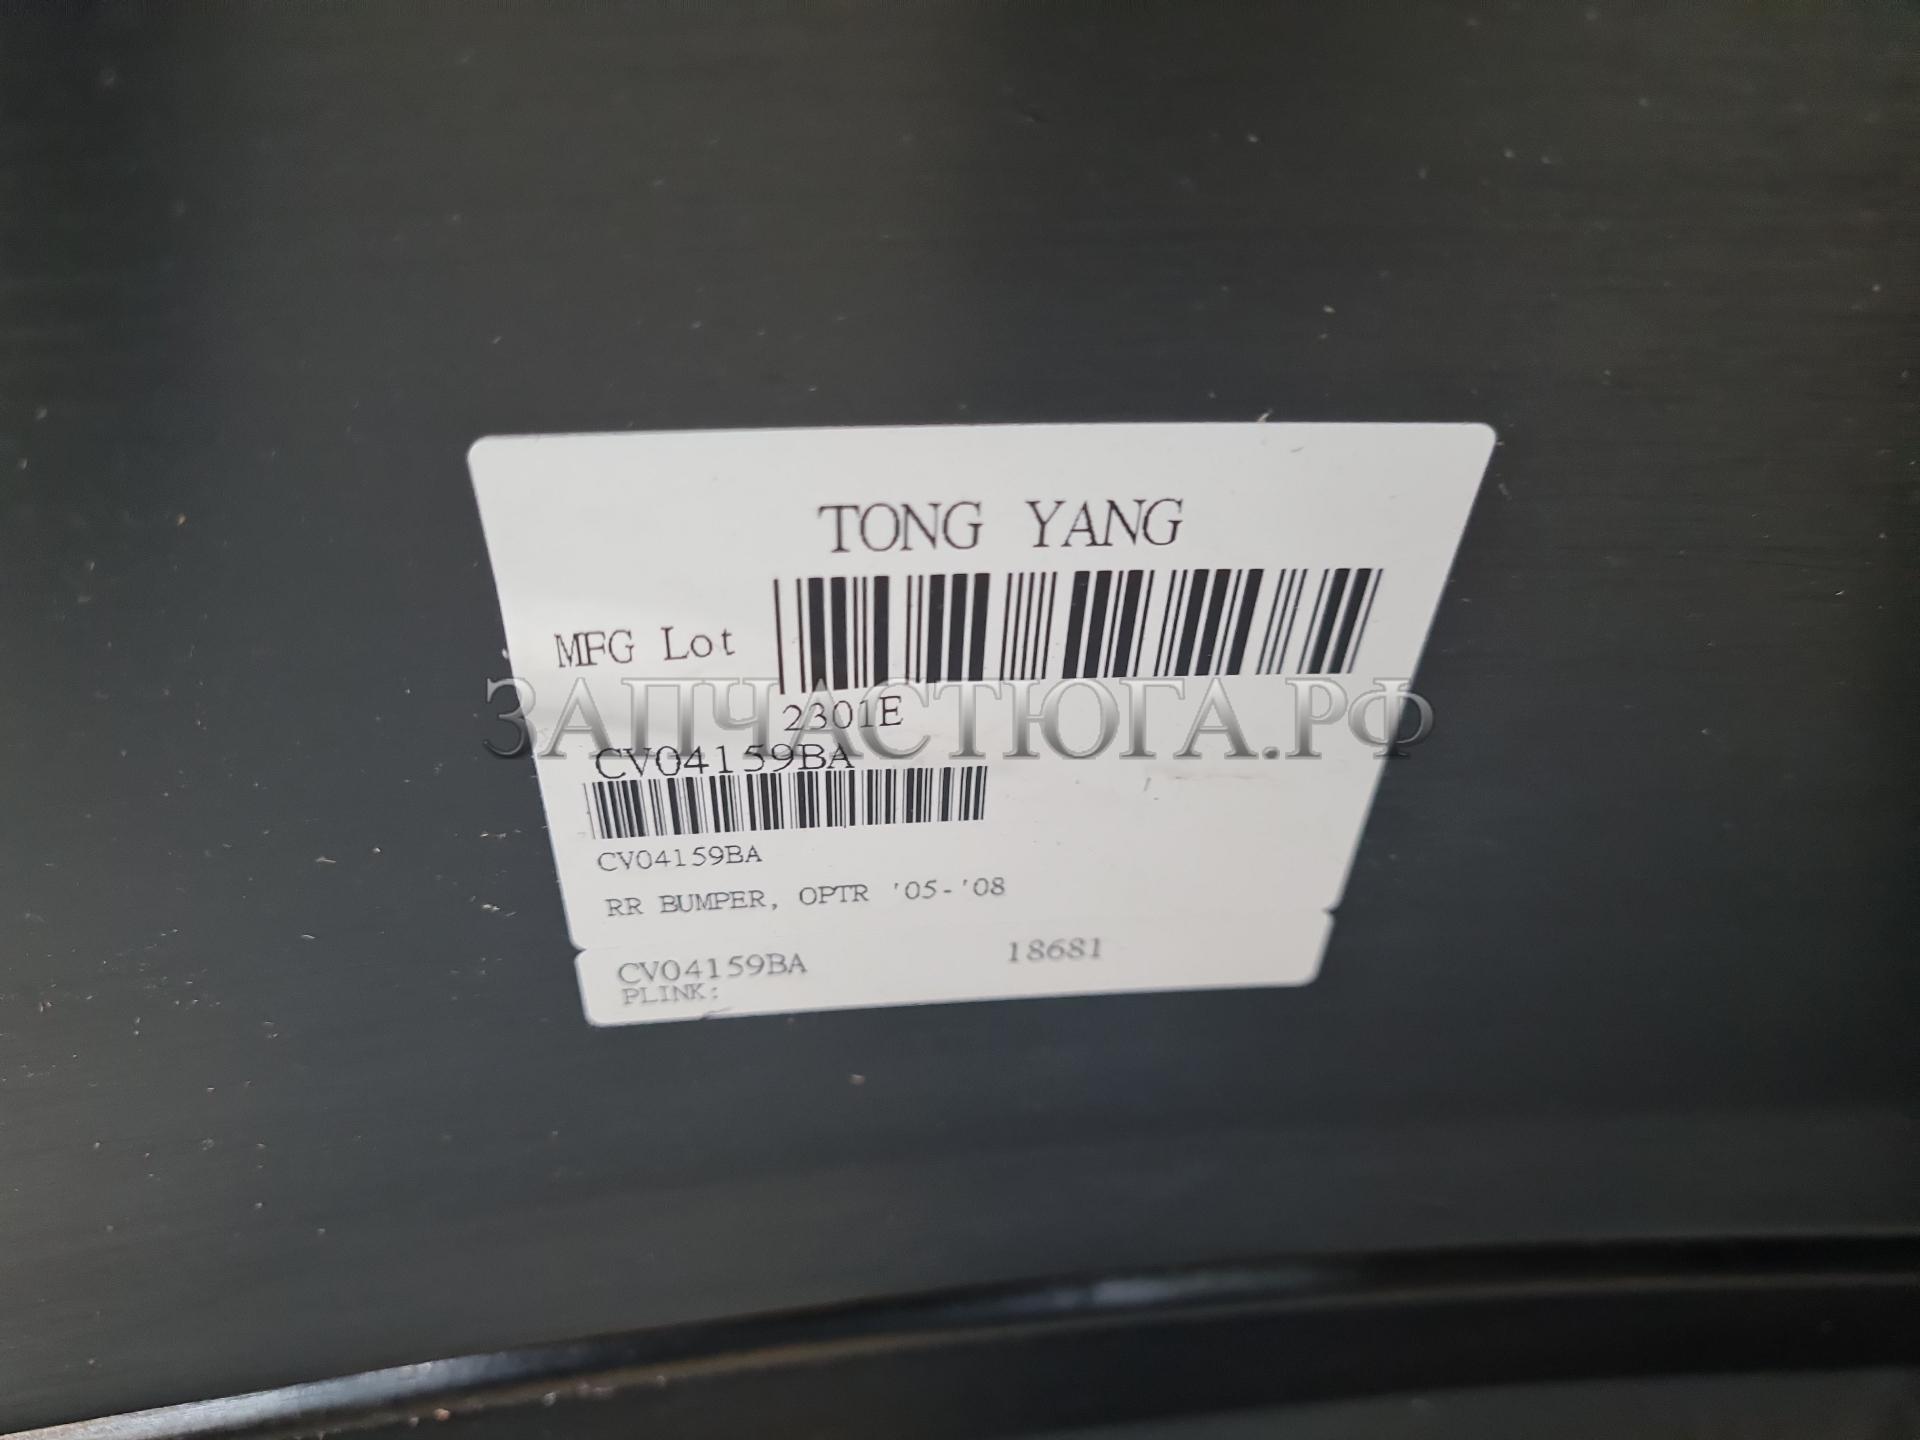 TONG YANG
MFG Lot
2301E
ЗАПЧАСТЮГА.РФ
CV04159BA
CV04159BA
RR BUMPER, OPTR '05-'08
CV04159BA 18681
PLINK: